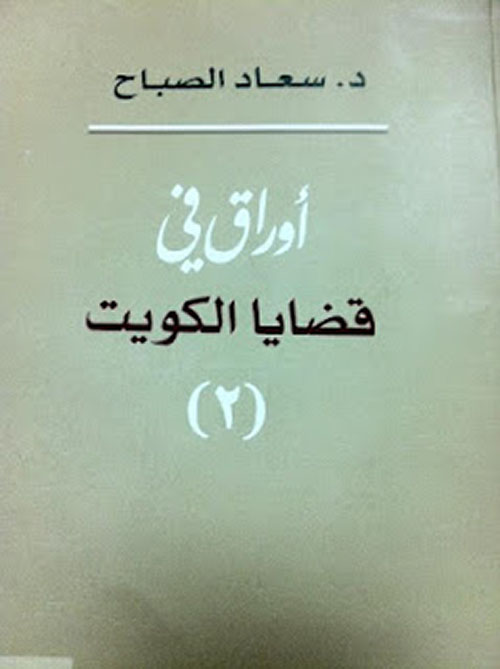 د. سعاد الصباح
أوراق في
قضايا الكويت
(٢)